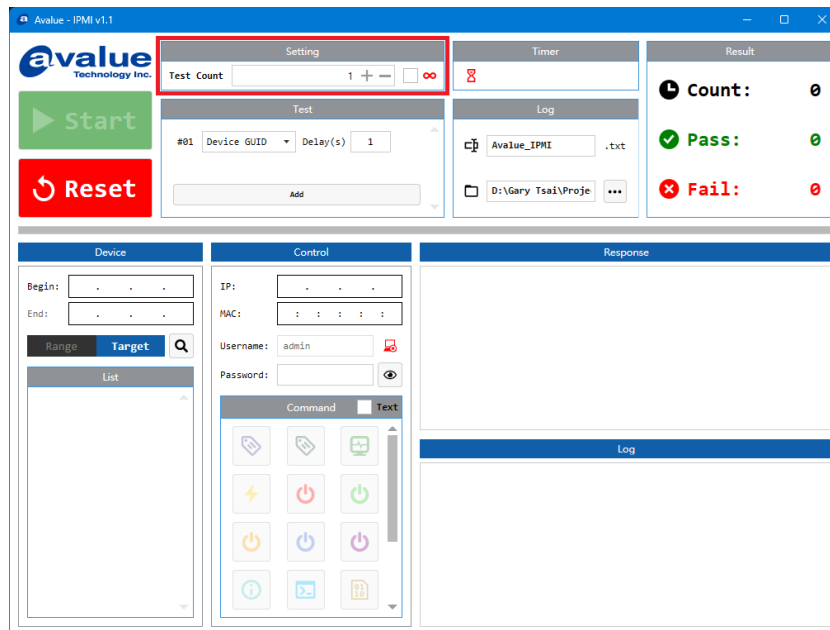 Avalue - IPMI v1.1
avalue
Technology Inc.
Start
Reset
Setting
Test Count 1
Test
#01 Device GUID Delay(s) 1
Add
Timer
Log
Avalue_IPMI .txt
D:\Gary Tsai\Proje
Result
Count: 0
Pass: 0
Fail: 0
Device
Begin: . . .
End: . . .
Range Target
List
Control
IP: . . .
MAC: : : : : :
Username: admin
Password:
Command Text
Response
Log